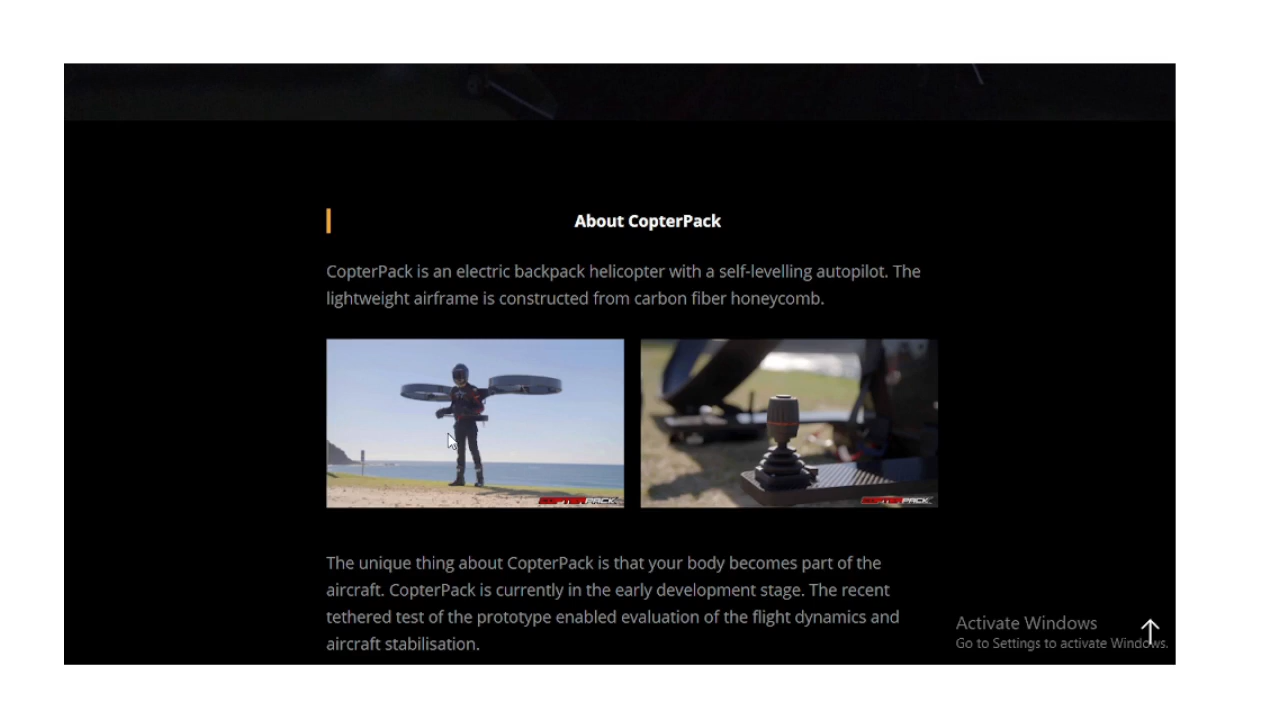 About CopterPack
CopterPack is an electric backpack helicopter with a self-levelling autopilot. The
lightweight airframe is constructed from carbon fiber honeycomb.
COPTERPACK
COPTERPACK
The unique thing about CopterPack is that your body becomes part of the
aircraft. CopterPack is currently in the early development stage. The recent
tethered test of the prototype enabled evaluation of the flight dynamics and
aircraft stabilisation.
Activate Windows
Go to Settings to activate Windows.